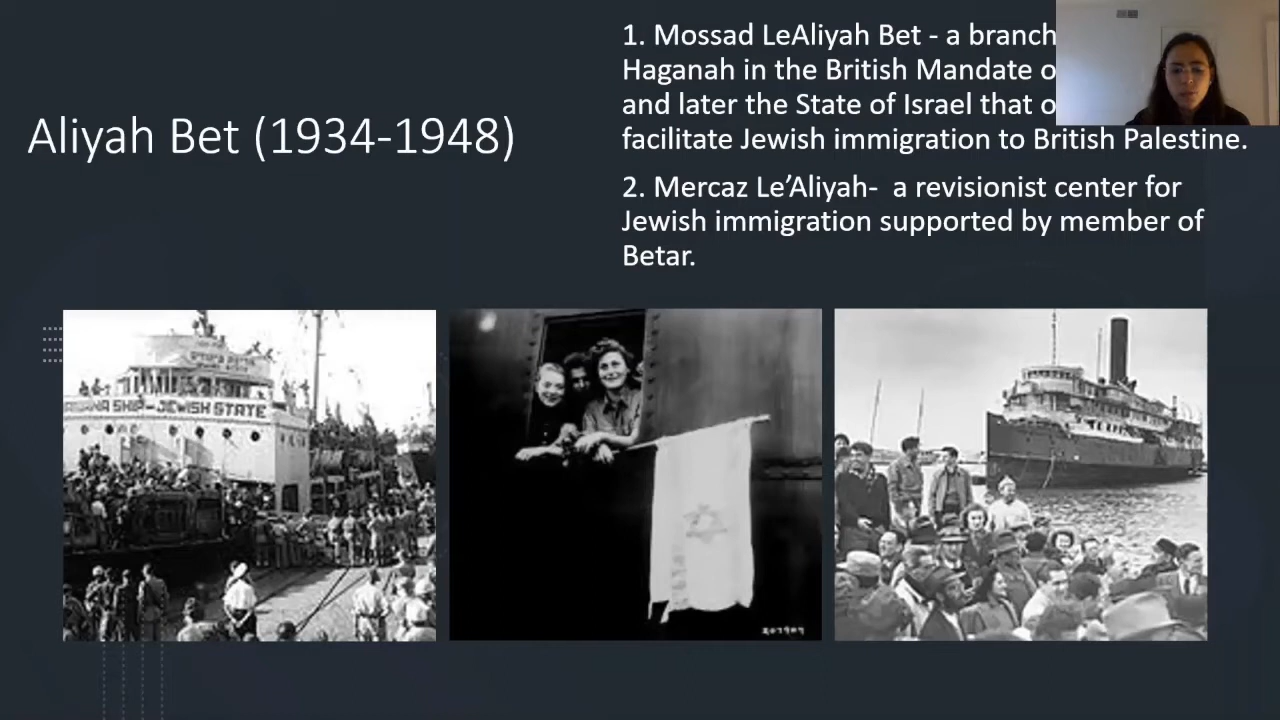 Aliyah Bet (1934-1948)
1. Mossad LeAliyah Bet - a branch
Haganah in the British Mandate o
and later the State of Israel that o
facilitate Jewish immigration to British Palestine.
2. Mercaz Le’Aliyah-  a revisionist center for
Jewish immigration supported by member of
Betar.
SHIP-JEWISH STATE
207907